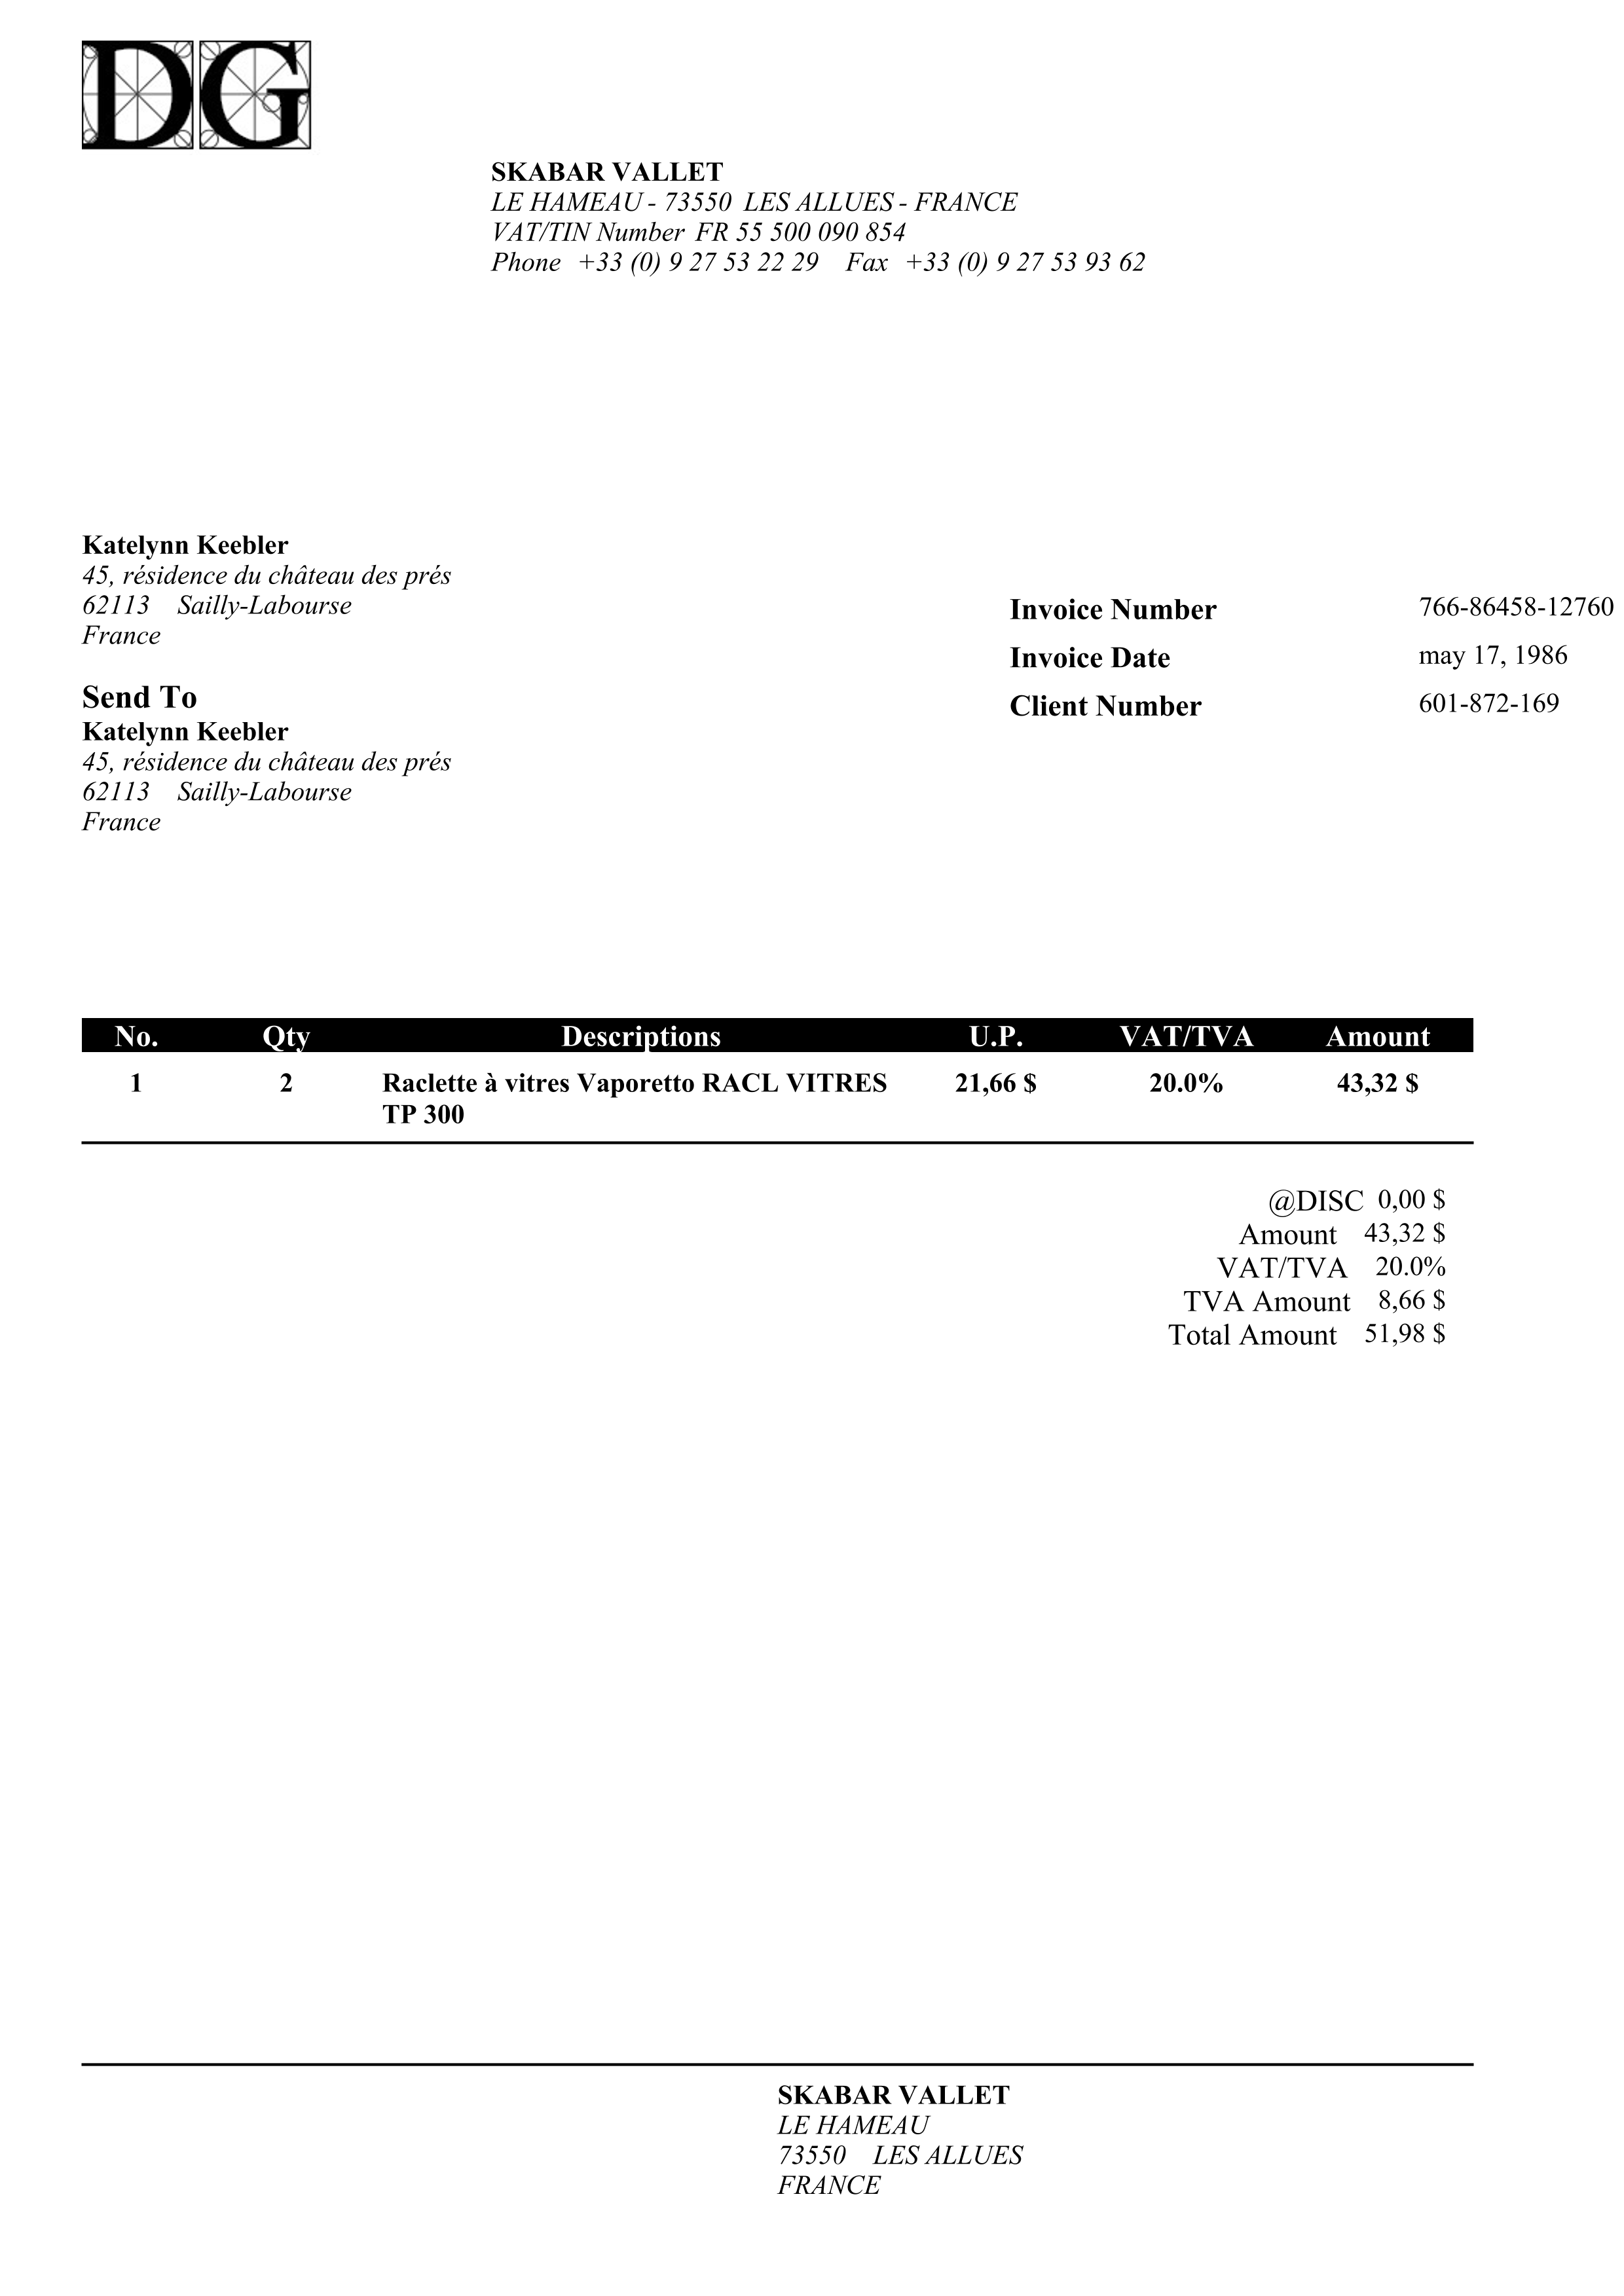 DG
SKABAR VALLET
LE HAMEAU - 73550 LES ALLUES - FRANCE
VAT/TIN Number FR 55 500 090 854
Phone +33 (0) 9 27 53 22 29 Fax +33 (0) 9 27 53 93 62
Katelynn Keebler
45, résidence du château des prés
62113 Sailly-Labourse
France
Invoice Number 766-86458-12760
Invoice Date may 17, 1986
Client Number 601-872-169
Send To
Katelynn Keebler
45, résidence du château des prés
62113 Sailly-Labourse
France
No. Qty Descriptions U.P. VAT/TVA Amount
1 2 Raclette à vitres Vaporetto RACL VITRES 21,66 $ 20.0% 43,32 $
TP 300
@DISC 0,00 $
Amount 43,32 $
VAT/TVA 20.0%
TVA Amount 8,66 $
Total Amount 51,98 $
SKABAR VALLET
LE HAMEAU
73550 LES ALLUES
FRANCE